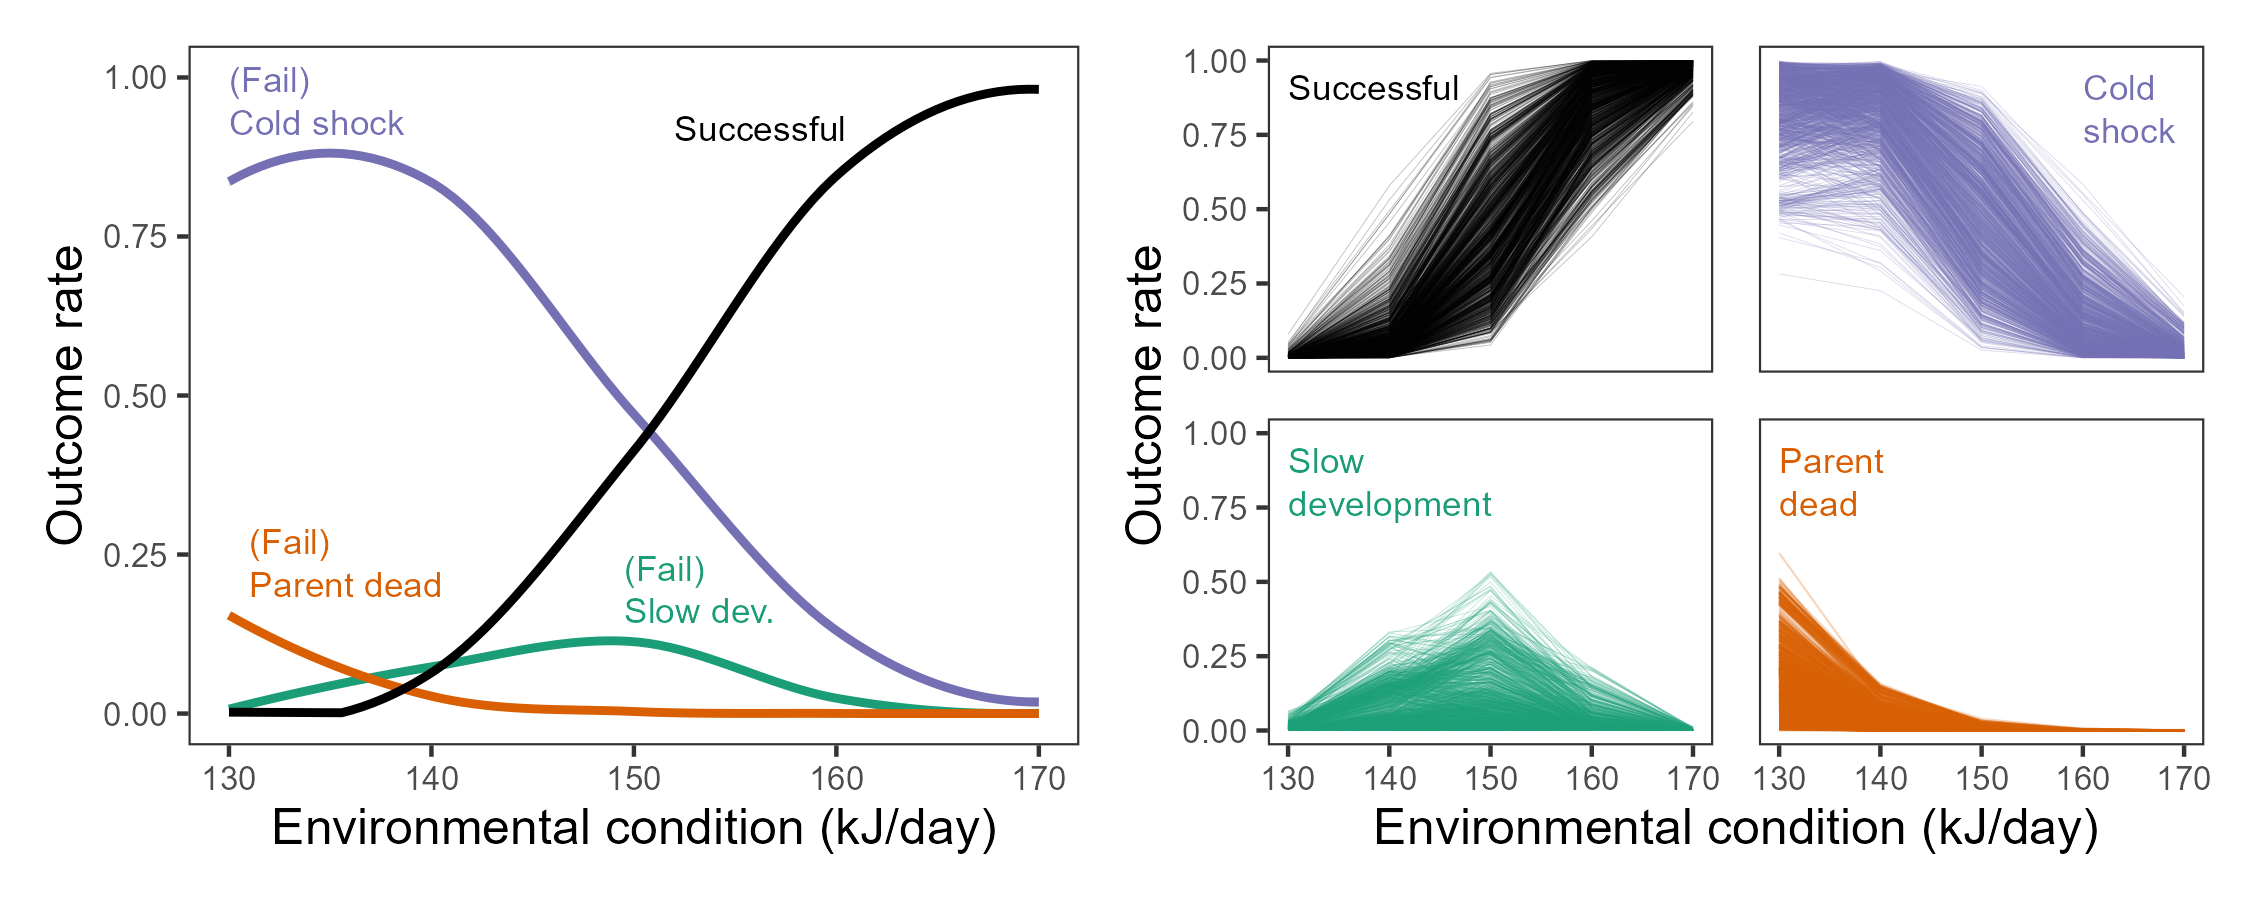 Outcome rate
1.00
0.75
0.50
0.25
0.00
(Fail)
Cold shock
Successful
(Fail)
Parent dead
(Fail)
Slow dev.
130 140 150 160 170
Environmental condition (kJ/day)
Outcome rate
1.00
0.75
0.50
0.25
0.00
Successful
Cold
shock
1.00
0.75
0.50
0.25
0.00
Slow
development
Parent
dead
130 140 150 160 170
130 140 150 160 170
Environmental condition (kJ/day)